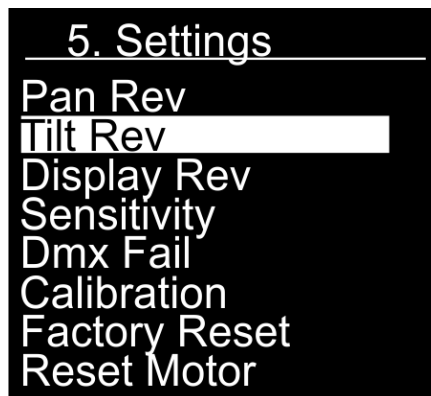 5. Settings
Pan Rev
Tilt Rev
Display Rev
Sensitivity
Dmx Fail
Calibration
Factory Reset
Reset Motor